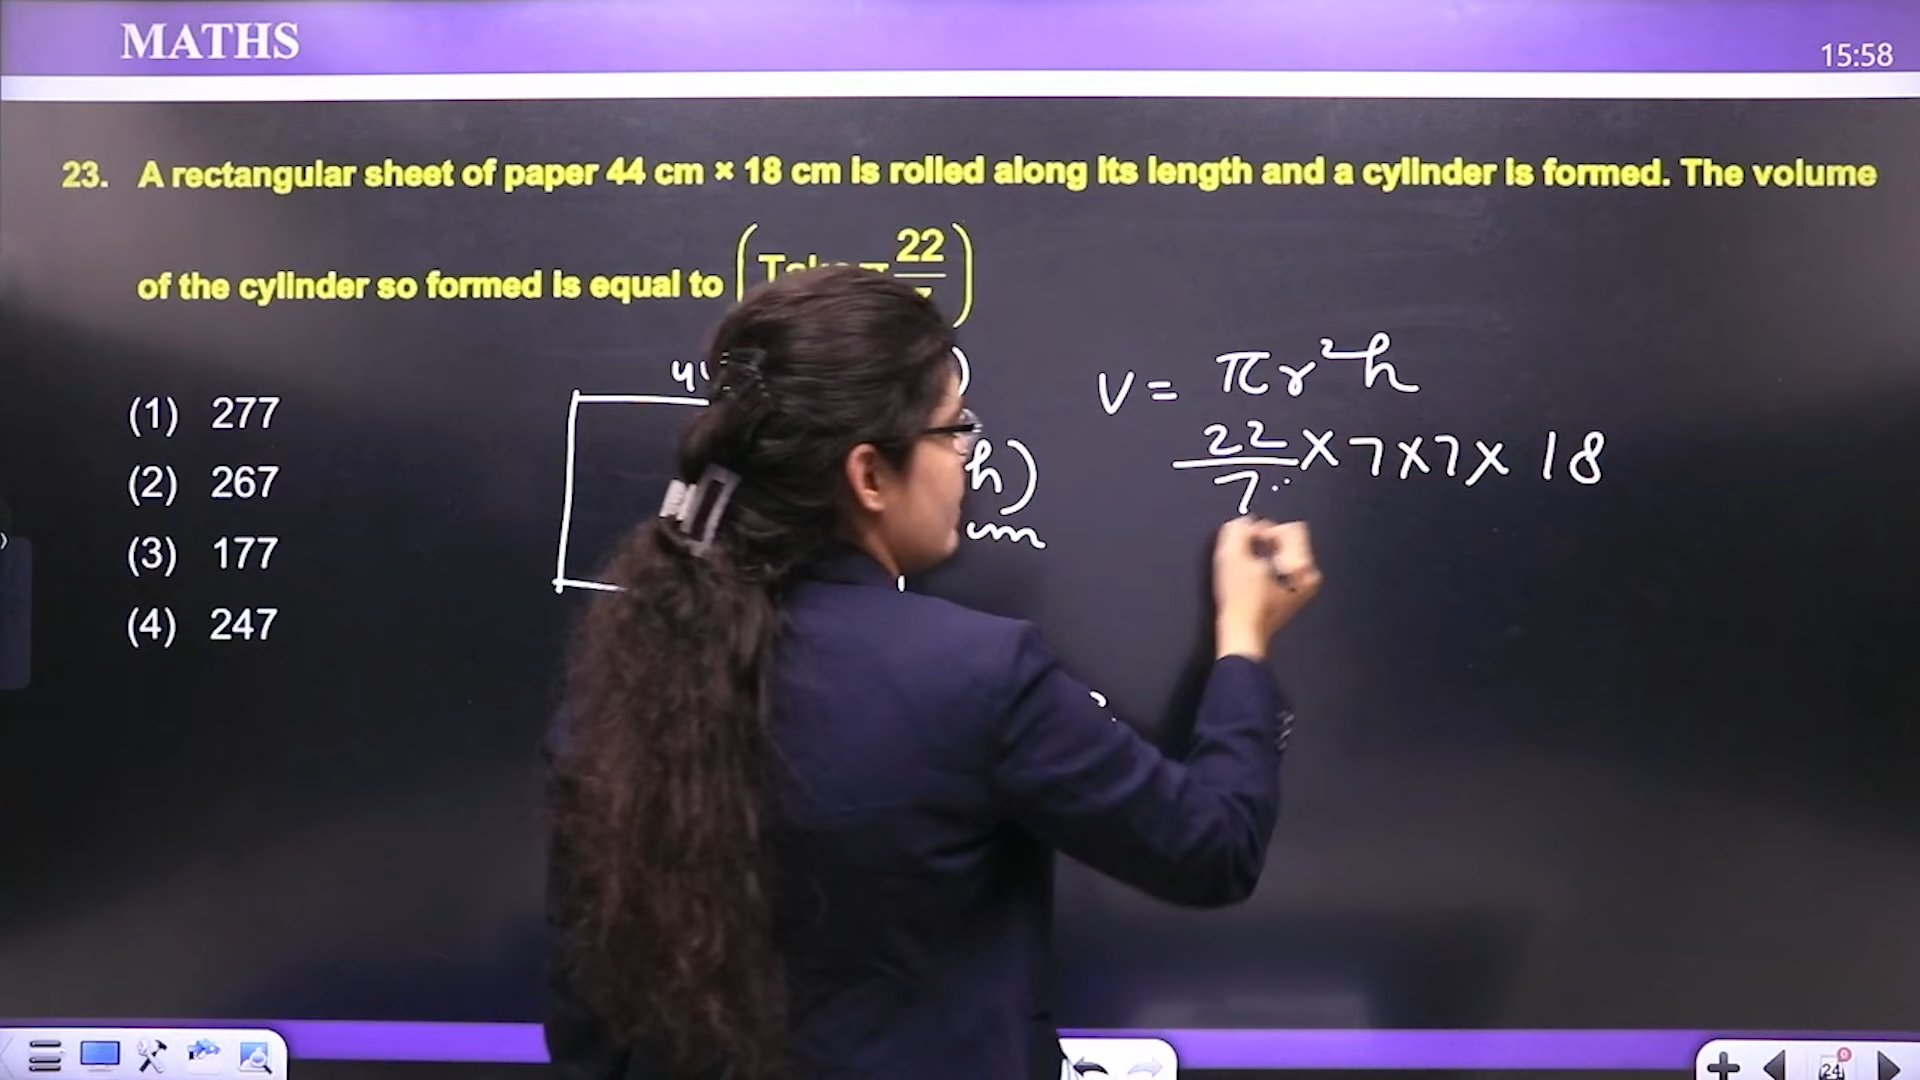 MATHS
15:58
23. A rectangular sheet of paper 44 cm × 18 cm is rolled along its length and a cylinder is formed. The volume
of the cylinder so formed is equal to ( 22
(1) 277
(2) 267
(3) 177
(4) 247
h)
cm
V = πr²h
22/7 × 7 × 7 × 18
24